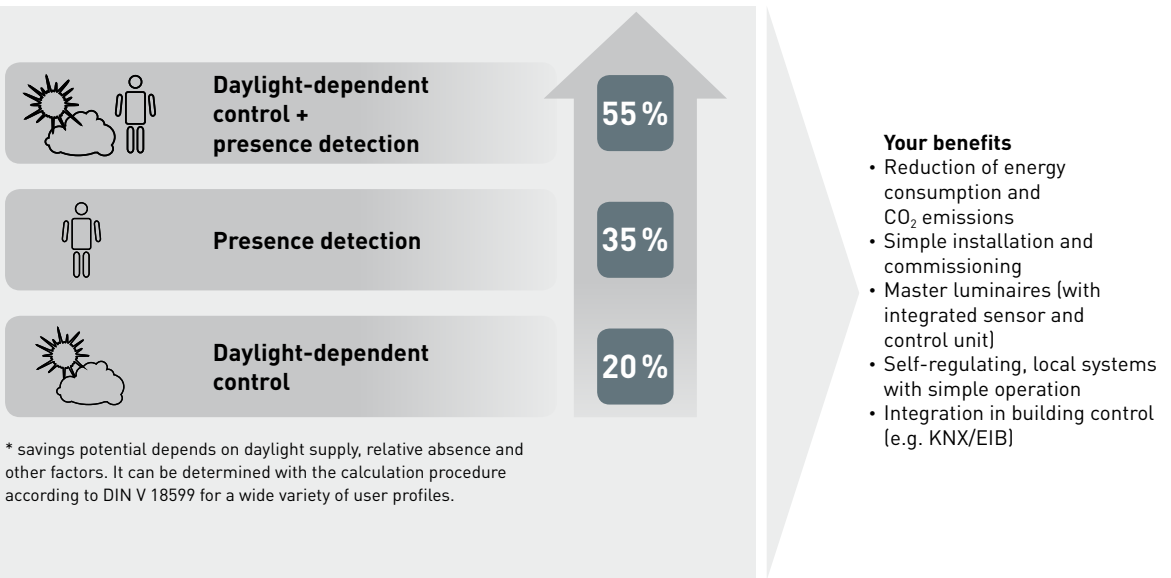 Daylight-dependent
control +
presence detection
55 %
Presence detection
35 %
Daylight-dependent
control
20 %
* savings potential depends on daylight supply, relative absence and
other factors. It can be determined with the calculation procedure
according to DIN V 18599 for a wide variety of user profiles.
Your benefits
• Reduction of energy
consumption and
CO₂ emissions
• Simple installation and
commissioning
• Master luminaires (with
integrated sensor and
control unit)
• Self-regulating, local systems
with simple operation
• Integration in building control
(e.g. KNX/EIB)